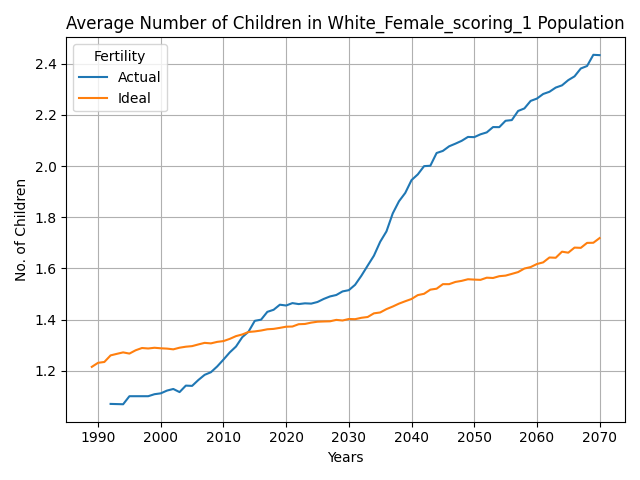 Average Number of Children in White_Female_scoring_1 Population
Fertility
Actual
Ideal
No. of Children
2.4
2.2
2.0
1.8
1.6
1.4
1.2
1990 2000 2010 2020 2030 2040 2050 2060 2070
Years